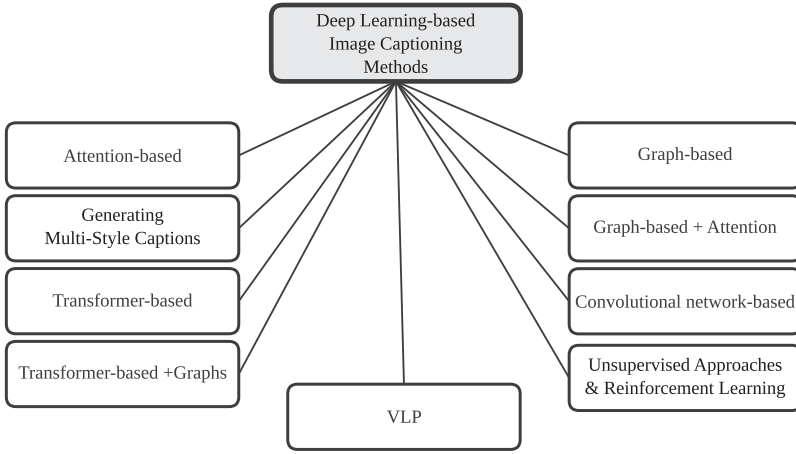 Deep Learning-based
Image Captioning
Methods
Attention-based
Generating
Multi-Style Captions
Transformer-based
Transformer-based +Graphs
VLP
Graph-based
Graph-based + Attention
Convolutional network-based
Unsupervised Approaches
& Reinforcement Learning